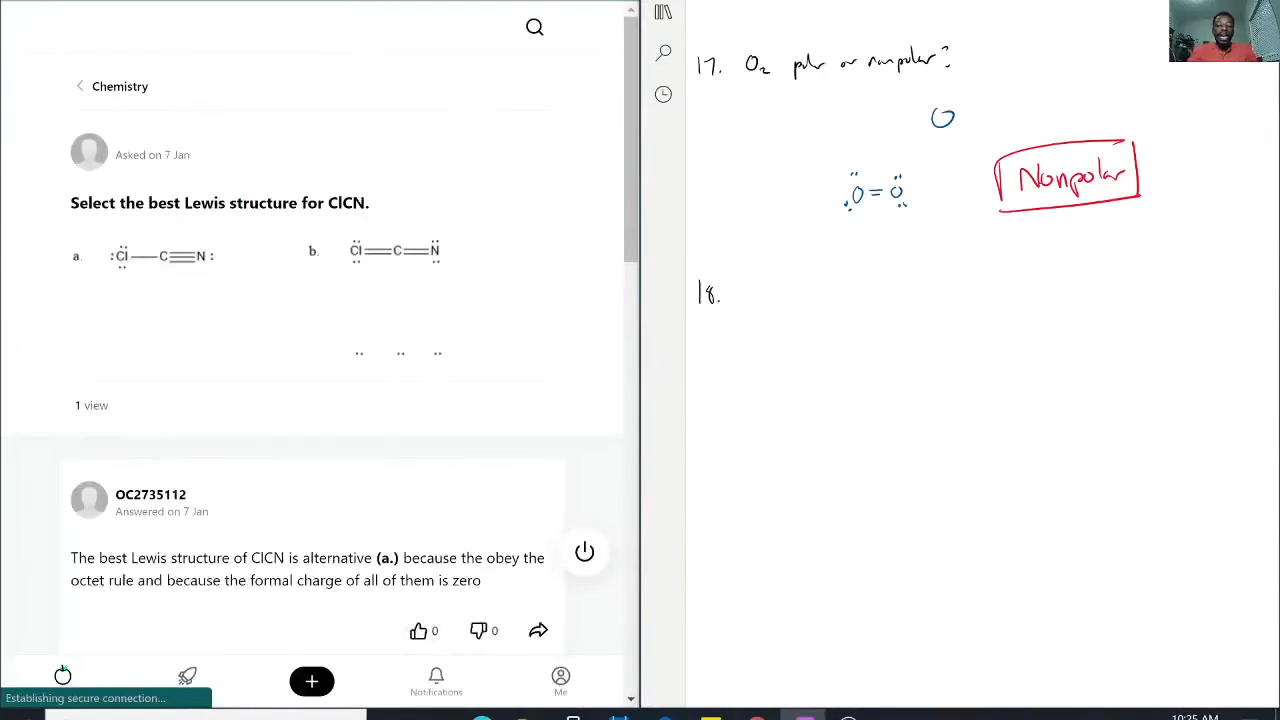 Chemistry
Asked on 7 Jan
Select the best Lewis structure for ClCN.
a. :Cl—C≡N:
b. Cl=C=N
1 view
OC2735112
Answered on 7 Jan
The best Lewis structure of ClCN is alternative (a.) because the obey the
octet rule and because the formal charge of all of them is zero
0
0
Notifications
Me
Establishing secure connection...
17. O₂ polar or nonpolar?
O
O=O
Nonpolar
18.
10:25 AM